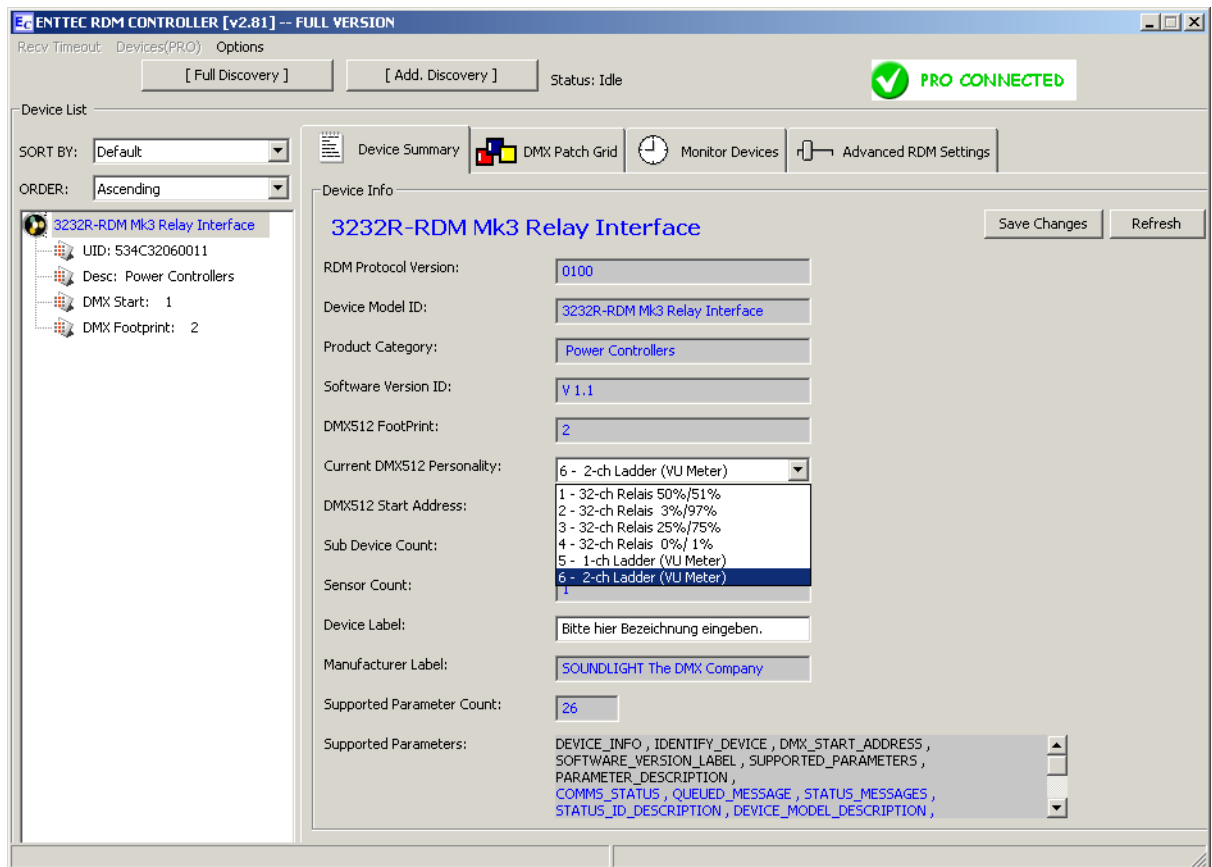 EC ENTTEC RDM CONTROLLER [v2.81] -- FULL VERSION
Recv Timeout Devices(PRO) Options
[ Full Discovery ] [ Add. Discovery ] Status: Idle PRO CONNECTED
Device List
SORT BY: Default
ORDER: Ascending
3232R-RDM Mk3 Relay Interface
UID: 534C32060011
Desc: Power Controllers
DMX Start: 1
DMX Footprint: 2
Device Summary DMX Patch Grid Monitor Devices Advanced RDM Settings
Device Info
3232R-RDM Mk3 Relay Interface Save Changes Refresh
RDM Protocol Version: 0100
Device Model ID: 3232R-RDM Mk3 Relay Interface
Product Category: Power Controllers
Software Version ID: V 1.1
DMX512 FootPrint: 2
Current DMX512 Personality: 6 - 2-ch Ladder (VU Meter)
1 - 32-ch Relais 50%/51%
2 - 32-ch Relais 3%/97%
3 - 32-ch Relais 25%/75%
4 - 32-ch Relais 0%/ 1%
5 - 1-ch Ladder (VU Meter)
6 - 2-ch Ladder (VU Meter)
DMX512 Start Address:
Sub Device Count:
Sensor Count: 1
Device Label: Bitte hier Bezeichnung eingeben.
Manufacturer Label: SOUNDLIGHT The DMX Company
Supported Parameter Count: 26
Supported Parameters: DEVICE_INFO , IDENTIFY_DEVICE , DMX_START_ADDRESS ,
SOFTWARE_VERSION_LABEL , SUPPORTED_PARAMETERS ,
PARAMETER_DESCRIPTION ,
COMMS_STATUS , QUEUED_MESSAGE , STATUS_MESSAGES ,
STATUS_ID_DESCRIPTION , DEVICE_MODEL_DESCRIPTION ,